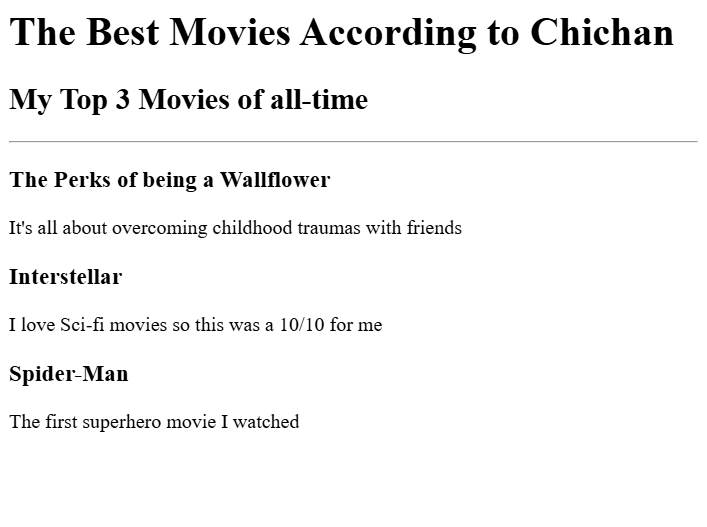 The Best Movies According to Chichan
My Top 3 Movies of all-time
The Perks of being a Wallflower
It's all about overcoming childhood traumas with friends
Interstellar
I love Sci-fi movies so this was a 10/10 for me
Spider-Man
The first superhero movie I watched